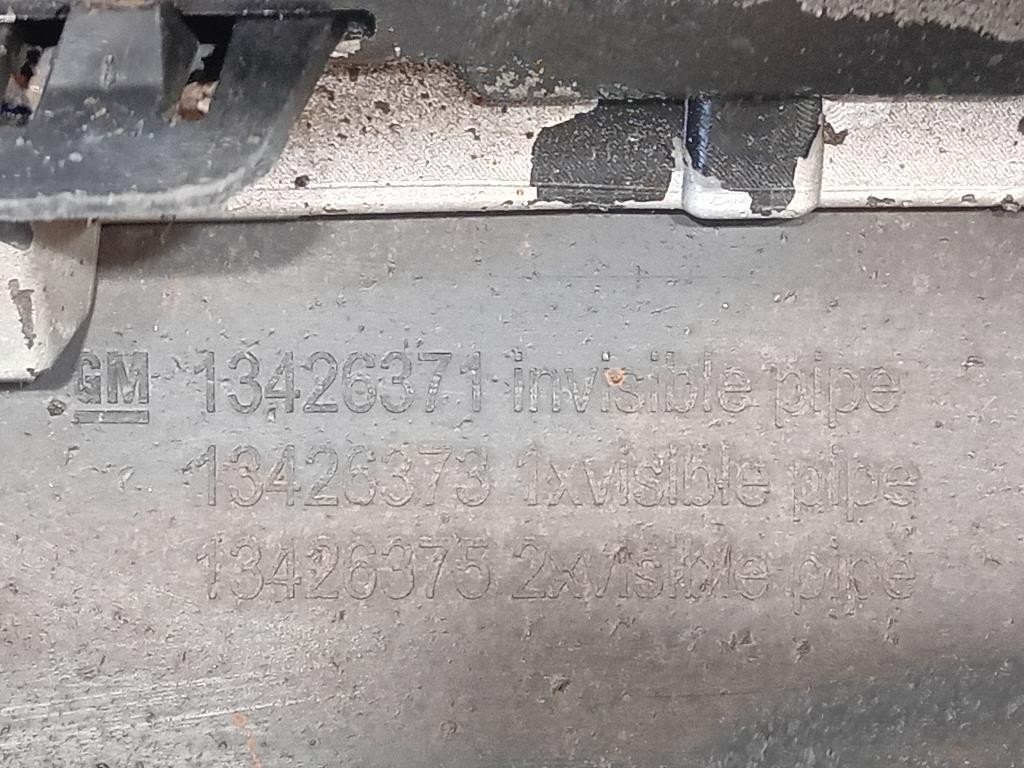 GM 13426371 invisible pipe
13426373 1xvisible pipe
13426375 2xvisible pipe